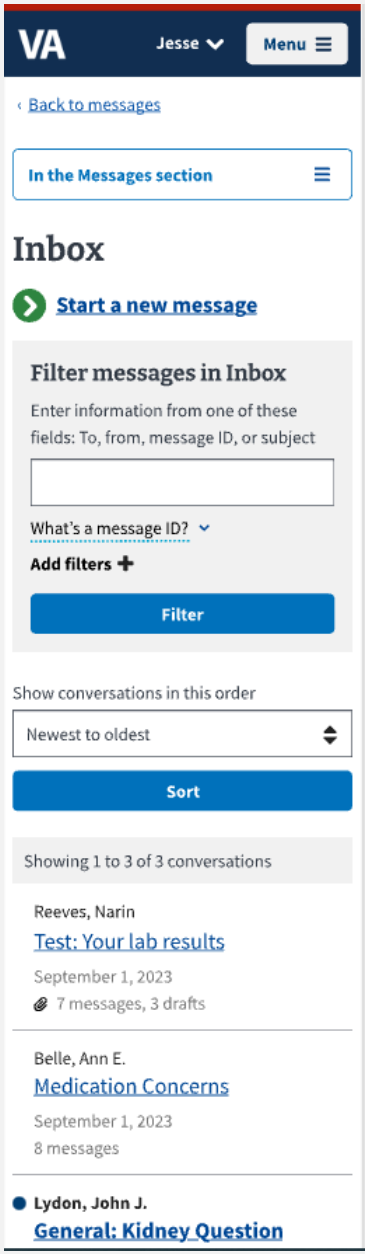 VA
Jesse
Menu
‹ Back to messages
In the Messages section
Inbox
Start a new message
Filter messages in Inbox
Enter information from one of these
fields: To, from, message ID, or subject
What's a message ID?
Add filters
Filter
Show conversations in this order
Newest to oldest
Sort
Showing 1 to 3 of 3 conversations
Reeves, Narin
Test: Your lab results
September 1, 2023
7 messages, 3 drafts
Belle, Ann E.
Medication Concerns
September 1, 2023
8 messages
Lydon, John J.
General: Kidney Question